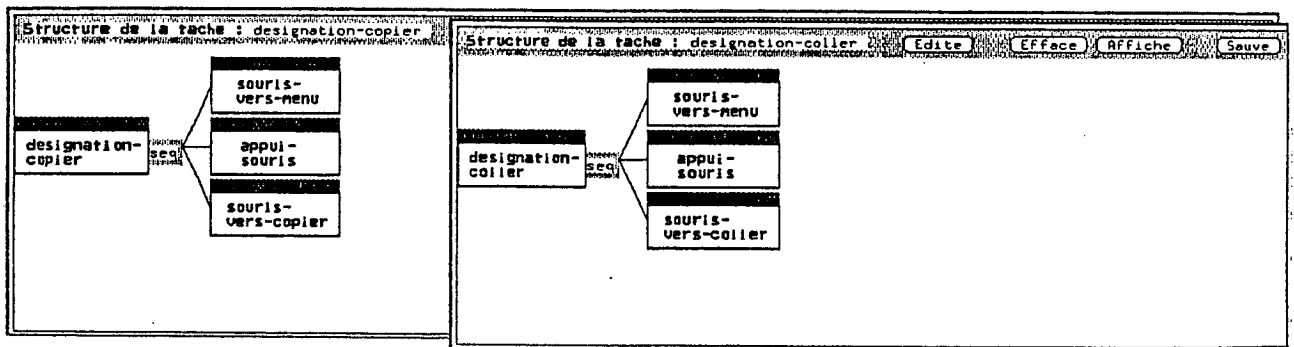 Structure de la tache : designation-copier
souris-
vers-menu
designation-
copier
seq
appui-
souris
souris-
vers-copier
Structure de la tache : designation-coller Edite Efface Affiche Sauve
souris-
vers-menu
designation-
coller
seq
appui-
souris
souris-
vers-coller